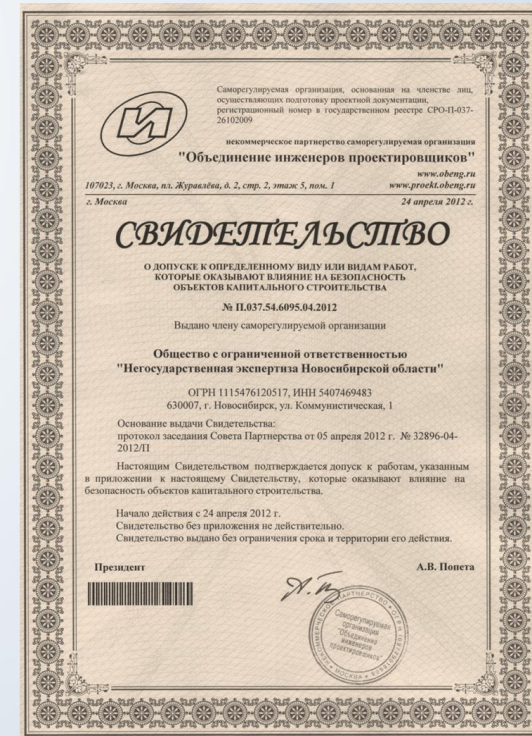 Саморегулируемая организация, основанная на членстве лиц,
осуществляющих подготовку проектной документации,
регистрационный номер в государственном реестре СРО-П-037-
26102009
некоммерческое партнерство саморегулируемая организация
"Объединение инженеров проектировщиков"
www.obeng.ru
107023, г. Москва, пл. Журавлёва, д. 2, стр. 2, этаж 5, пом. 1 www.proekt.obeng.ru
г. Москва 24 апреля 2012 г.
СВИДЕТЕЛЬСТВО
О ДОПУСКЕ К ОПРЕДЕЛЕННОМУ ВИДУ ИЛИ ВИДАМ РАБОТ,
КОТОРЫЕ ОКАЗЫВАЮТ ВЛИЯНИЕ НА БЕЗОПАСНОСТЬ
ОБЪЕКТОВ КАПИТАЛЬНОГО СТРОИТЕЛЬСТВА
№ П.037.54.6095.04.2012
Выдано члену саморегулируемой организации
Общество с ограниченной ответственностью
"Негосударственная экспертиза Новосибирской области"
ОГРН 1115476120517, ИНН 5407469483
630007, г. Новосибирск, ул. Коммунистическая, 1
Основание выдачи Свидетельства:
протокол заседания Совета Партнерства от 05 апреля 2012 г. № 32896-04-
2012/П
Настоящим Свидетельством подтверждается допуск к работам, указанным
в приложении к настоящему Свидетельству, которые оказывают влияние на
безопасность объектов капитального строительства.
Начало действия с 24 апреля 2012 г.
Свидетельство без приложения не действительно.
Свидетельство выдано без ограничения срока и территории его действия.
Президент А.В. Попета
Саморегулируемая
организация
"Объединение
инженеров
проектировщиков"
МОСКВА